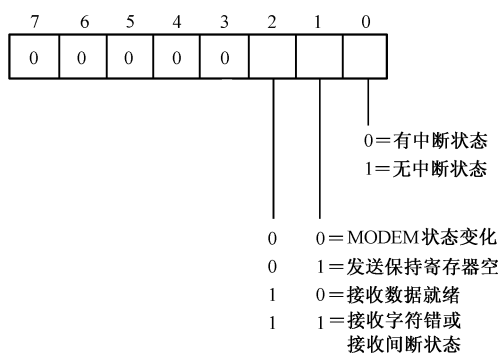 7 6 5 4 3 2 1 0
0 0 0 0 0
0=有中断状态
1=无中断状态
0 0=MODEM状态变化
0 1=发送保持寄存器空
1 0=接收数据就绪
1 1=接收字符错或
接收间断状态